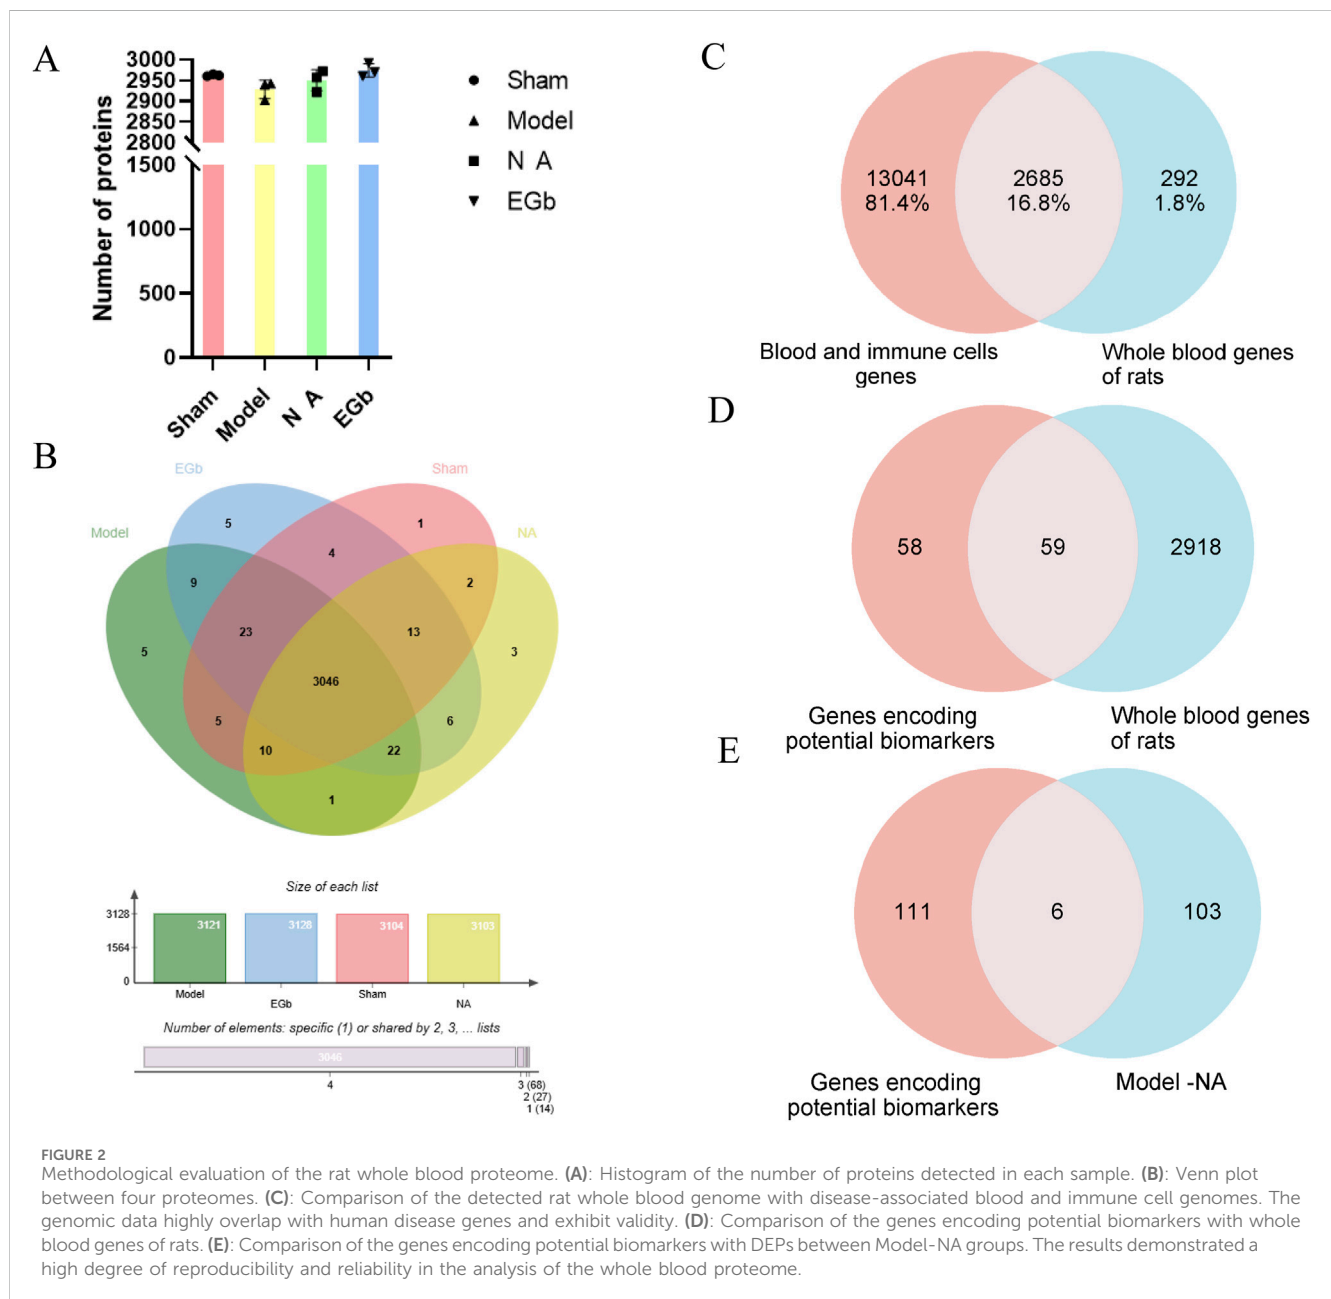 A
3000
2950
2900
2850
2800
1500
1000
500
0
Number of proteins
Sham
Model
N A
EGb
Sham
Model
N A
EGb
B
EGb
Sham
Model
NA
5
1
4
9
2
23
13
5
3
3046
5
6
10
22
1
Size of each list
3128
1564
0
3121
3128
3104
3103
Model
EGb
Sham
NA
Number of elements: specific (1) or shared by 2, 3, ... lists
3046
4
3 (68)
2 (27)
1 (14)
C
13041
81.4%
2685
16.8%
292
1.8%
Blood and immune cells
genes
Whole blood genes
of rats
D
58
59
2918
Genes encoding
potential biomarkers
Whole blood genes
of rats
E
111
6
103
Genes encoding
potential biomarkers
Model -NA
FIGURE 2
Methodological evaluation of the rat whole blood proteome. (A): Histogram of the number of proteins detected in each sample. (B): Venn plot
between four proteomes. (C): Comparison of the detected rat whole blood genome with disease-associated blood and immune cell genomes. The
genomic data highly overlap with human disease genes and exhibit validity. (D): Comparison of the genes encoding potential biomarkers with whole
blood genes of rats. (E): Comparison of the genes encoding potential biomarkers with DEPs between Model-NA groups. The results demonstrated a
high degree of reproducibility and reliability in the analysis of the whole blood proteome.